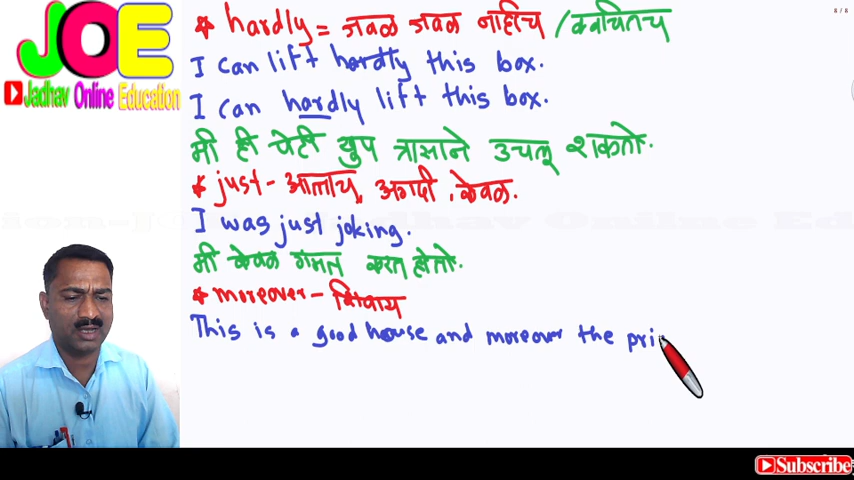 JOE
Jadhav Online Education
8 / 8
* hardly = जवळ जवळ नाहीच / क्वचितच
I can lift hardly this box.
I can hardly lift this box.
मी ही पेटी खुप त्रासाने उचलू शकतो.
* just - आताच, अगदी, केवळ.
I was just joking.
मी केवळ गंमत करत होतो.
* moreover - शिवाय
This is a good house and moreover the pri
Subscribe